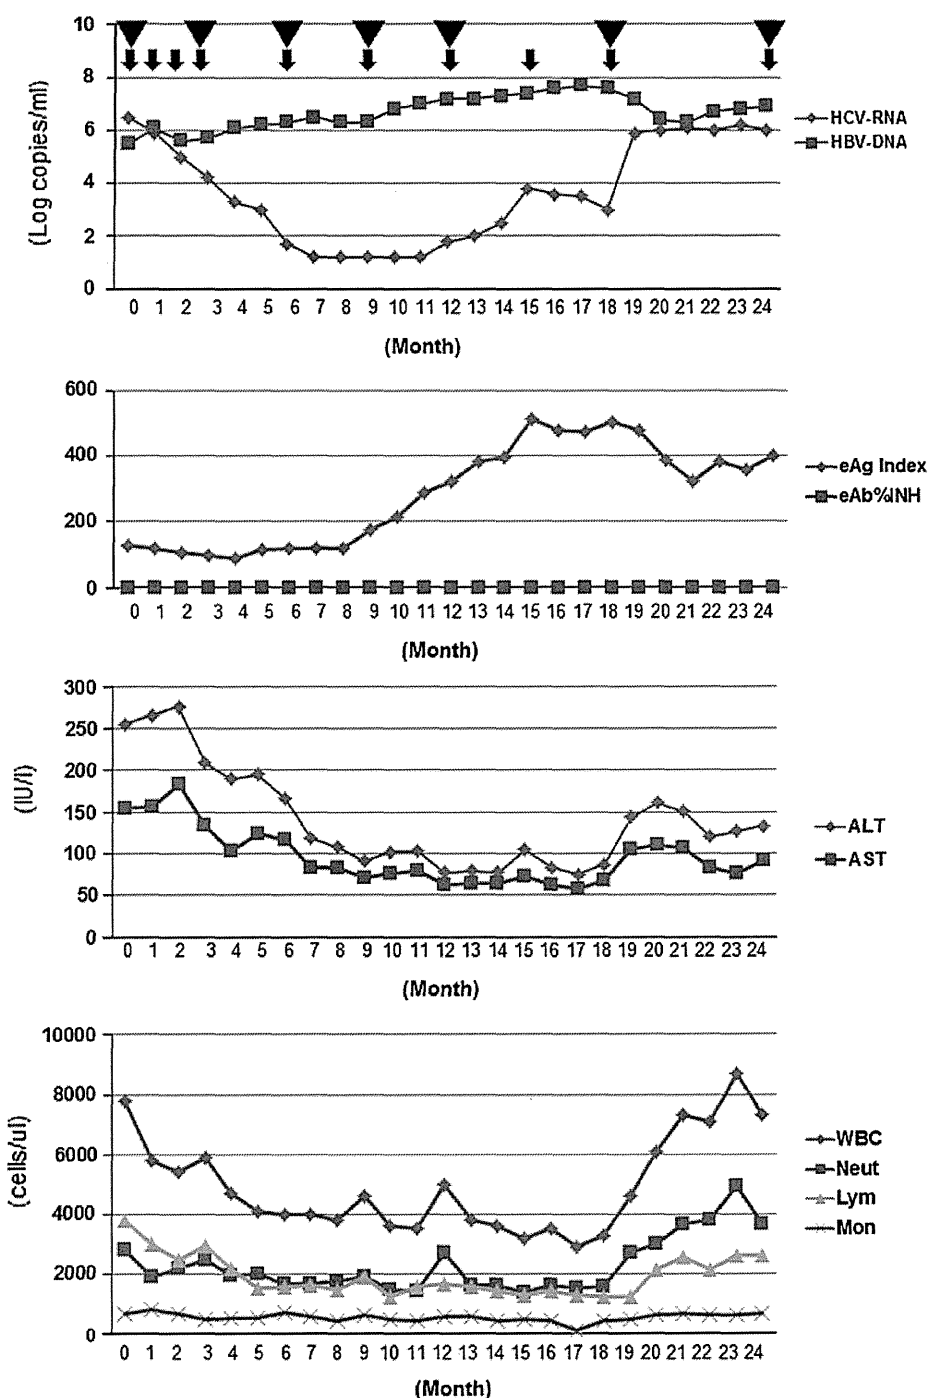 10
8
6
4
2
0
(Log copies/ml)
HCV-RNA
HBV-DNA
0 1 2 3 4 5 6 7 8 9 10 11 12 13 14 15 16 17 18 19 20 21 22 23 24
(Month)
600
400
200
0
eAg Index
eAb%INH
0 1 2 3 4 5 6 7 8 9 10 11 12 13 14 15 16 17 18 19 20 21 22 23 24
(Month)
300
250
200
150
100
50
0
(IU/l)
ALT
AST
0 1 2 3 4 5 6 7 8 9 10 11 12 13 14 15 16 17 18 19 20 21 22 23 24
(Month)
10000
8000
6000
4000
2000
0
(cells/ul)
WBC
Neut
Lym
Mon
0 1 2 3 4 5 6 7 8 9 10 11 12 13 14 15 16 17 18 19 20 21 22 23 24
(Month)